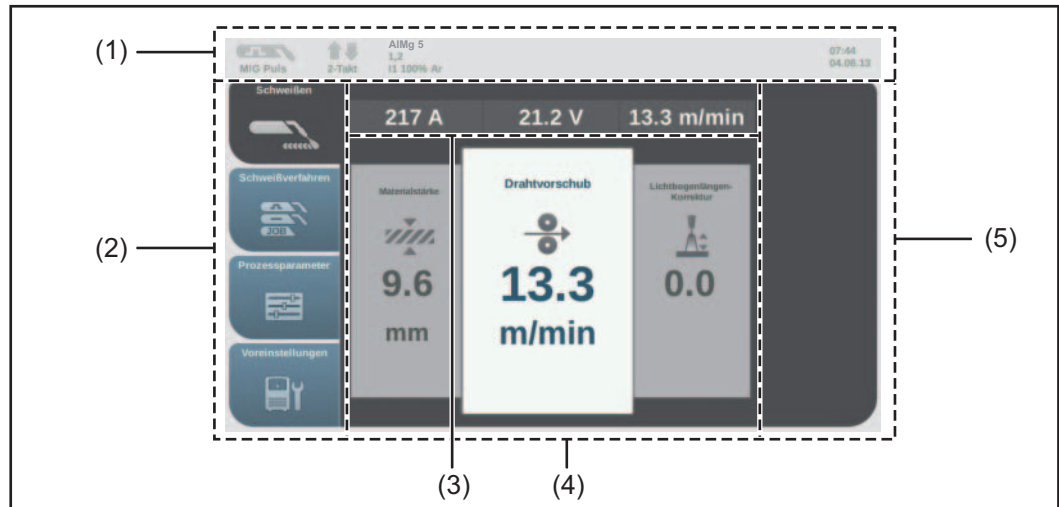 (1)
MIG Puls
2-Takt
AlMg 5
1,2
I1 100% Ar
07:44
04.06.13
(2)
Schweißen
Schweißverfahren
JOB
Prozessparameter
Voreinstellungen
217 A
21.2 V
13.3 m/min
Materialstärke
9.6
mm
Drahtvorschub
13.3
m/min
Lichtbogenlängen-
Korrektur
0.0
(3)
(4)
(5)